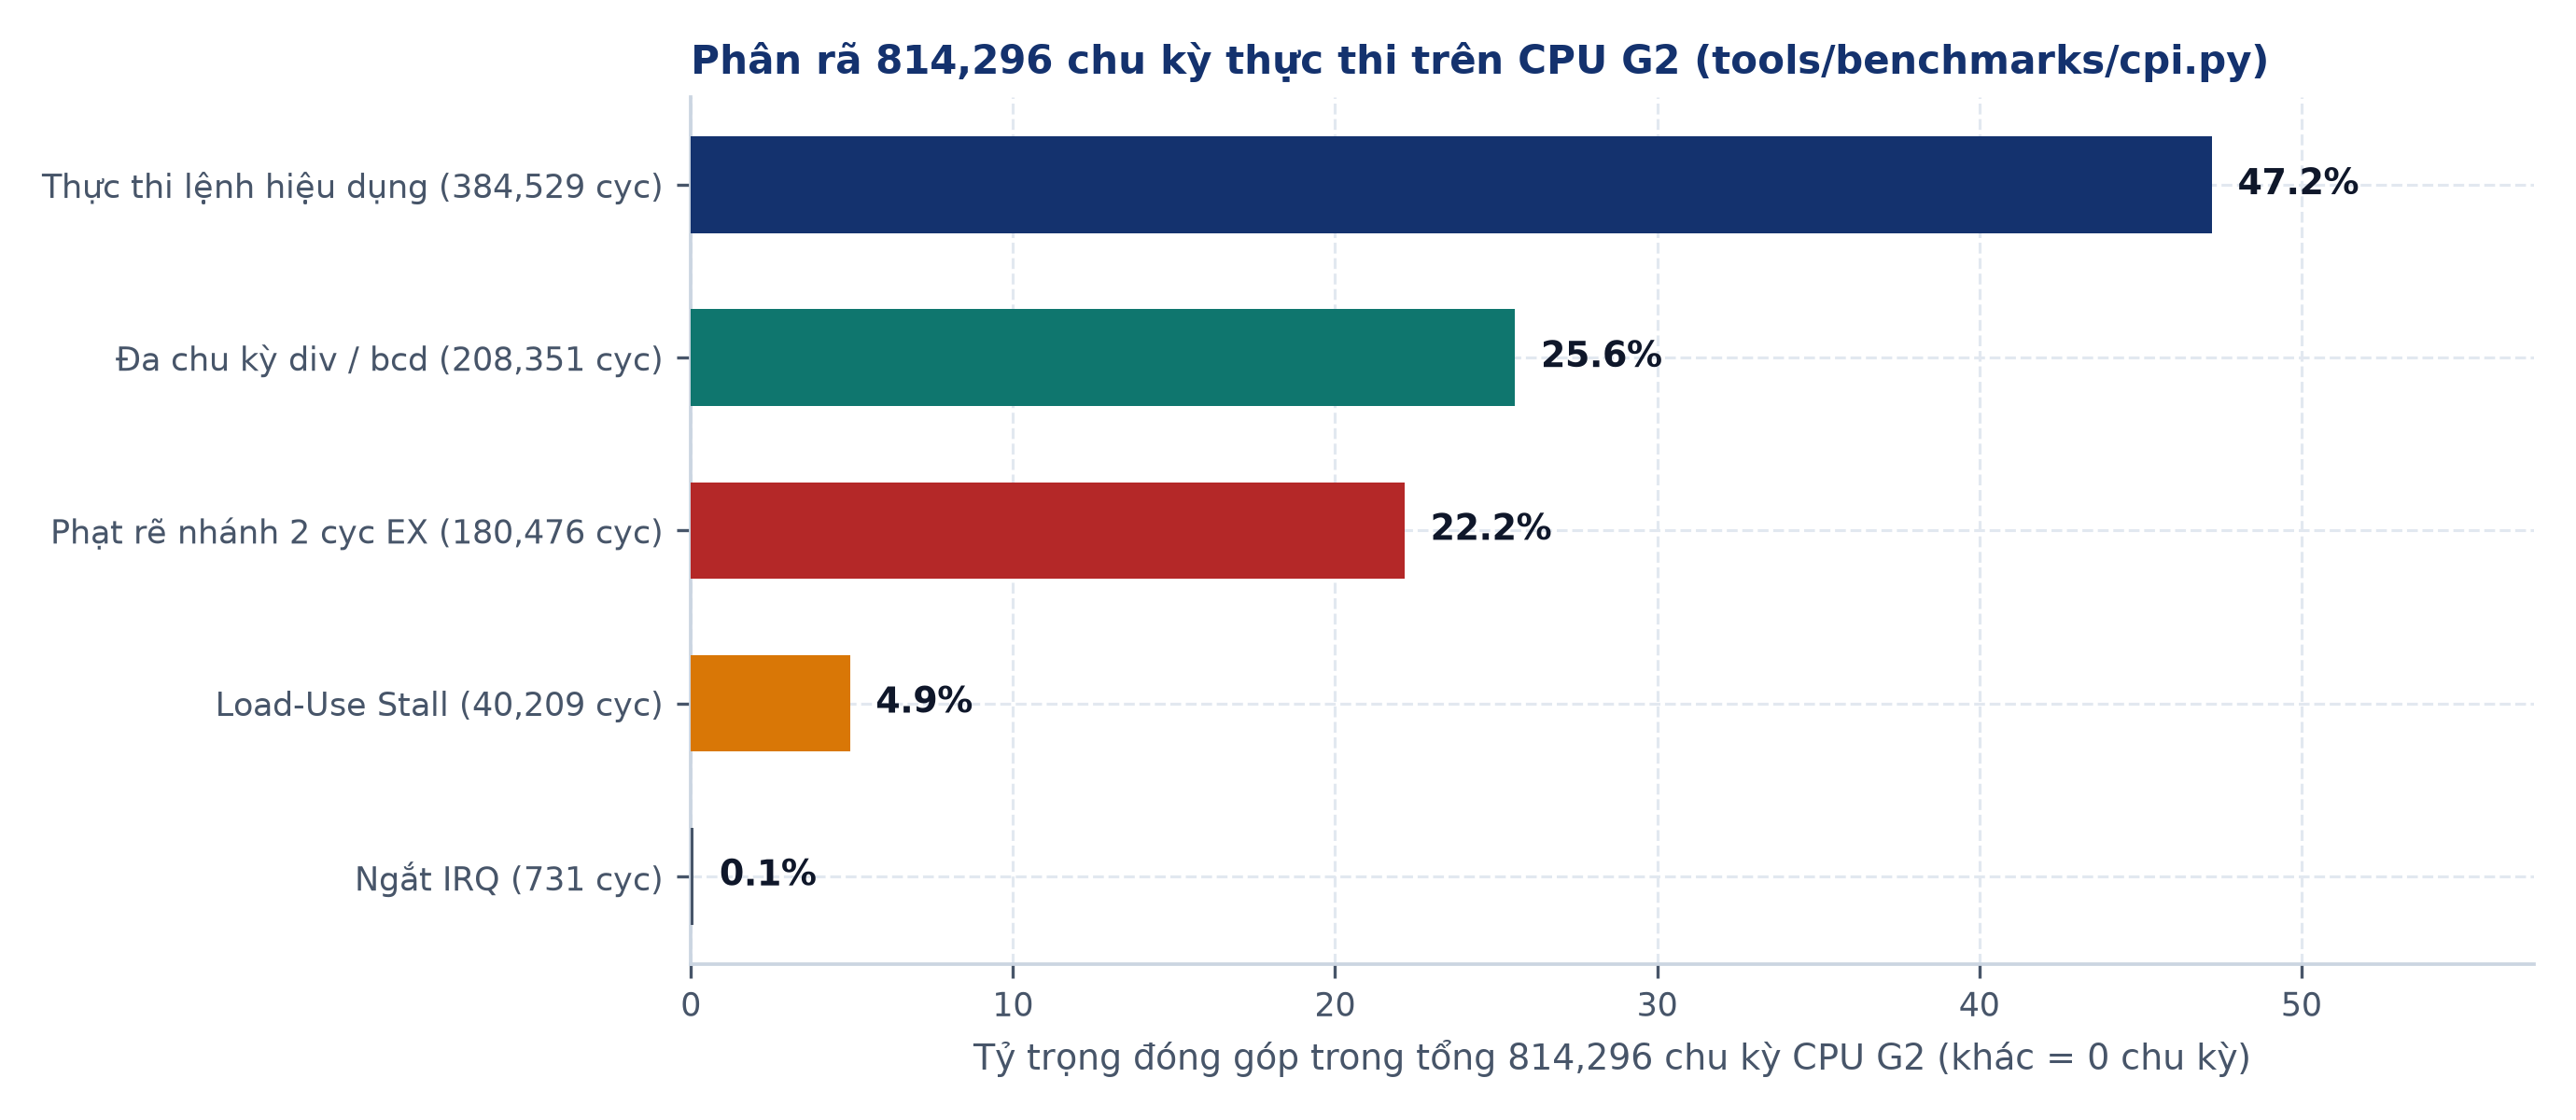 Phân rã 814,296 chu kỳ thực thi trên CPU G2 (tools/benchmarks/cpi.py)
Thực thi lệnh hiệu dụng (384,529 cyc)
47.2%
Đa chu kỳ div / bcd (208,351 cyc)
25.6%
Phạt rẽ nhánh 2 cyc EX (180,476 cyc)
22.2%
Load-Use Stall (40,209 cyc)
4.9%
Ngắt IRQ (731 cyc)
0.1%
0 10 20 30 40 50
Tỷ trọng đóng góp trong tổng 814,296 chu kỳ CPU G2 (khác = 0 chu kỳ)